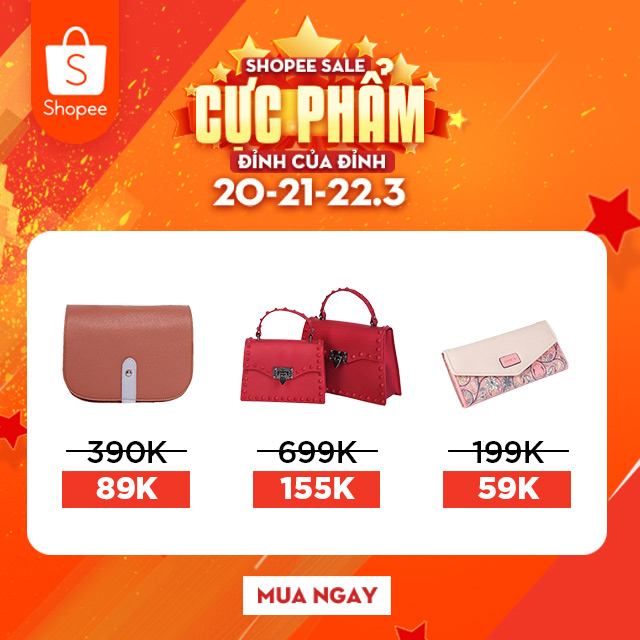 Shopee
SHOPEE SALE
CỰC PHẨM
ĐỈNH CỦA ĐỈNH
20-21-22.3
390K 699K 199K
89K 155K 59K
MUA NGAY